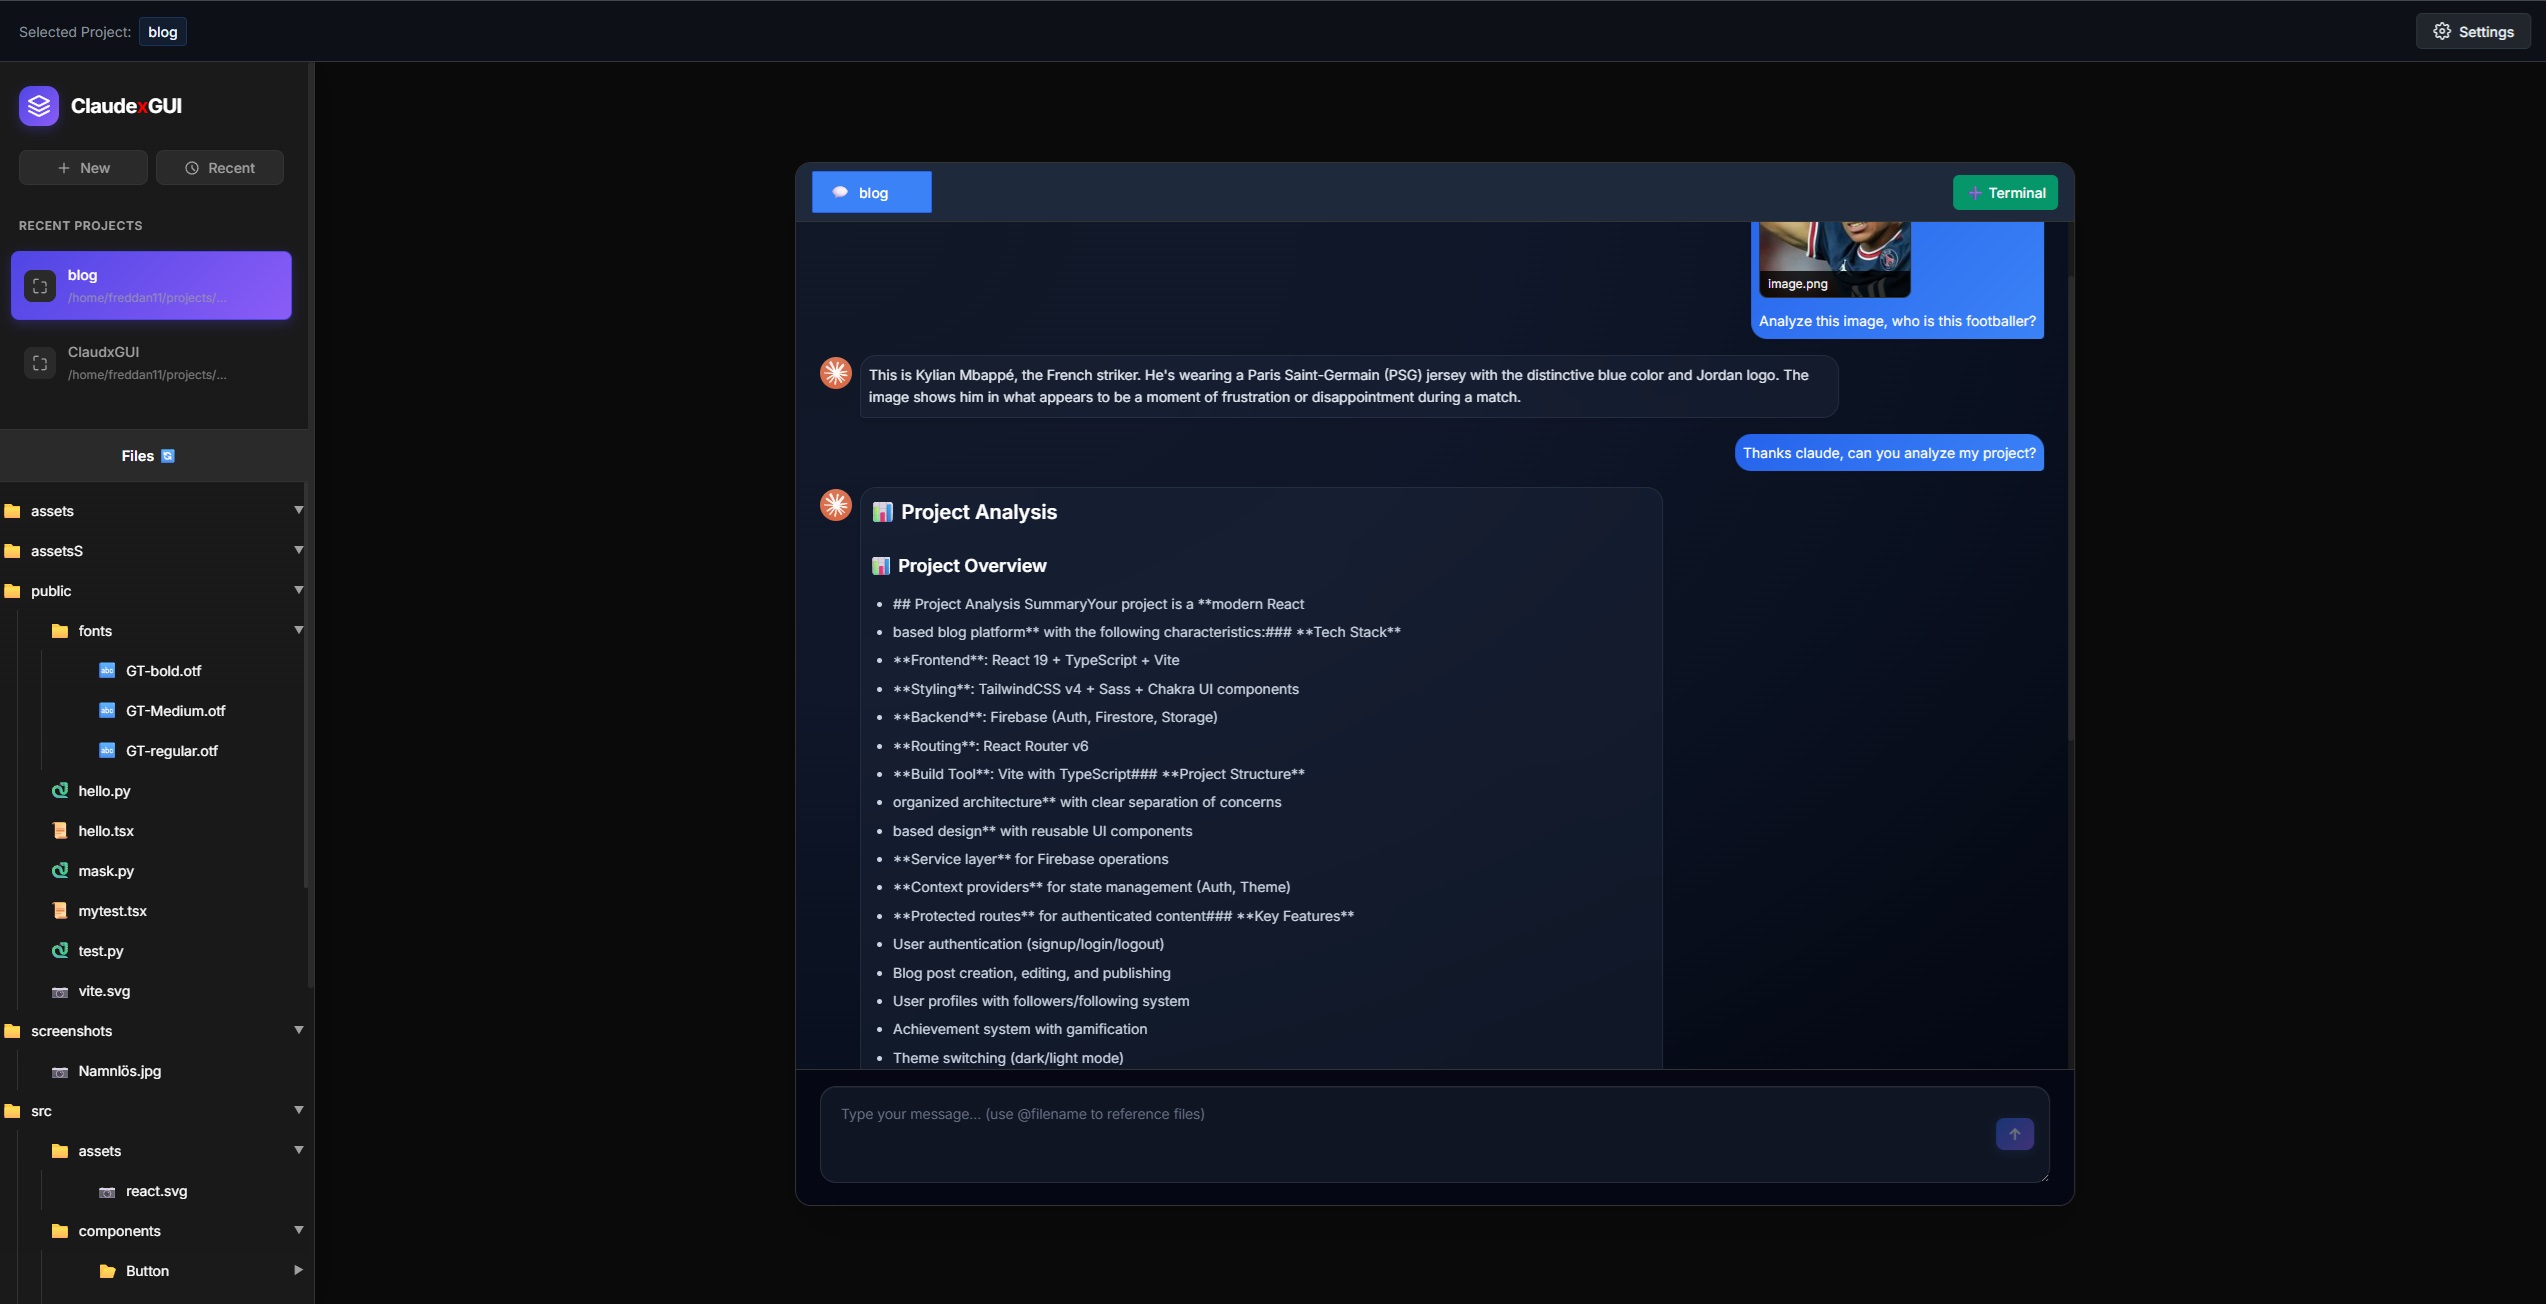 Selected Project: blog
Settings
ClaudexGUI
+ New
Recent
RECENT PROJECTS
blog
/home/freddan11/projects/...
ClaudxGUI
/home/freddan11/projects/...
Files
assets
assetsS
public
fonts
GT-bold.otf
GT-Medium.otf
GT-regular.otf
hello.py
hello.tsx
mask.py
mytest.tsx
test.py
vite.svg
screenshots
Namnlös.jpg
src
assets
react.svg
components
Button
blog
+ Terminal
image.png
Analyze this image, who is this footballer?
This is Kylian Mbappé, the French striker. He's wearing a Paris Saint-Germain (PSG) jersey with the distinctive blue color and Jordan logo. The
image shows him in what appears to be a moment of frustration or disappointment during a match.
Thanks claude, can you analyze my project?
Project Analysis
Project Overview
• ## Project Analysis SummaryYour project is a **modern React
• based blog platform** with the following characteristics:### **Tech Stack**
• **Frontend**: React 19 + TypeScript + Vite
• **Styling**: TailwindCSS v4 + Sass + Chakra UI components
• **Backend**: Firebase (Auth, Firestore, Storage)
• **Routing**: React Router v6
• **Build Tool**: Vite with TypeScript### **Project Structure**
• organized architecture** with clear separation of concerns
• based design** with reusable UI components
• **Service layer** for Firebase operations
• **Context providers** for state management (Auth, Theme)
• **Protected routes** for authenticated content### **Key Features**
• User authentication (signup/login/logout)
• Blog post creation, editing, and publishing
• User profiles with followers/following system
• Achievement system with gamification
• Theme switching (dark/light mode)
Type your message... (use @filename to reference files)